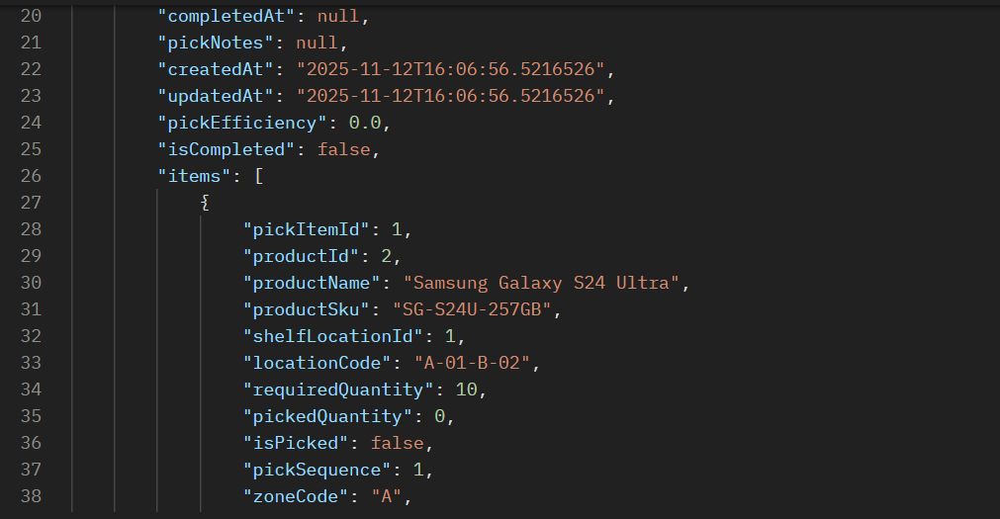 20 "completedAt": null,
21 "pickNotes": null,
22 "createdAt": "2025-11-12T16:06:56.5216526",
23 "updatedAt": "2025-11-12T16:06:56.5216526",
24 "pickEfficiency": 0.0,
25 "isCompleted": false,
26 "items": [
27 {
28 "pickItemId": 1,
29 "productId": 2,
30 "productName": "Samsung Galaxy S24 Ultra",
31 "productSku": "SG-S24U-257GB",
32 "shelfLocationId": 1,
33 "locationCode": "A-01-B-02",
34 "requiredQuantity": 10,
35 "pickedQuantity": 0,
36 "isPicked": false,
37 "pickSequence": 1,
38 "zoneCode": "A",